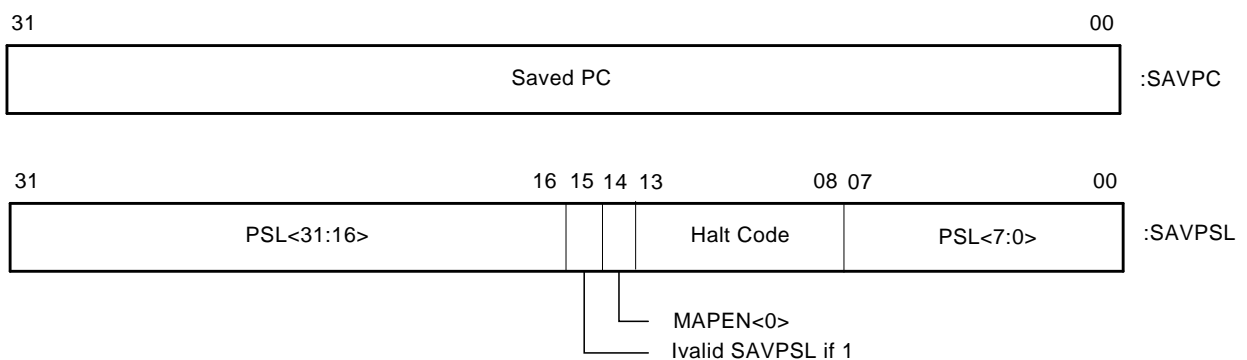 31 00
Saved PC :SAVPC
31 16 15 14 13 08 07 00
PSL<31:16> Halt Code PSL<7:0> :SAVPSL
MAPEN<0>
Ivalid SAVPSL if 1